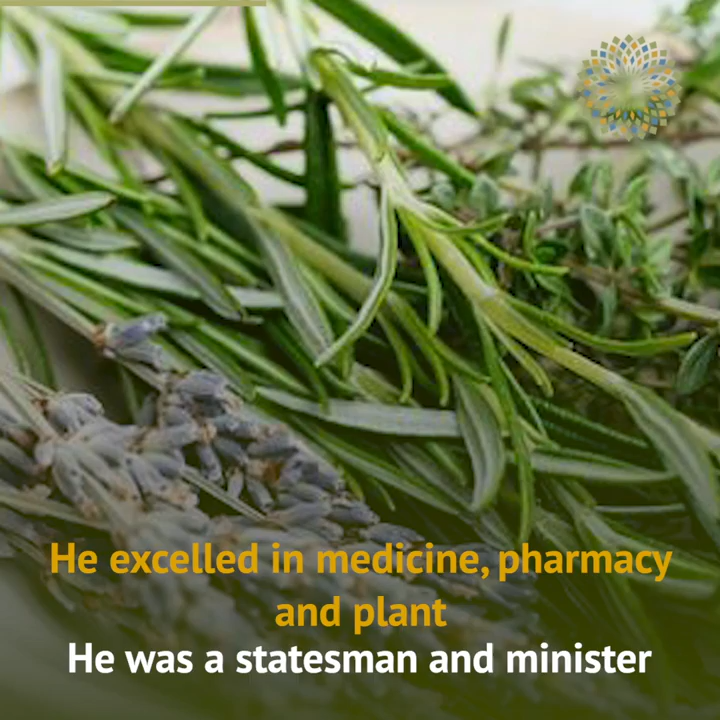 He excelled in medicine, pharmacy
and plant
He was a statesman and minister